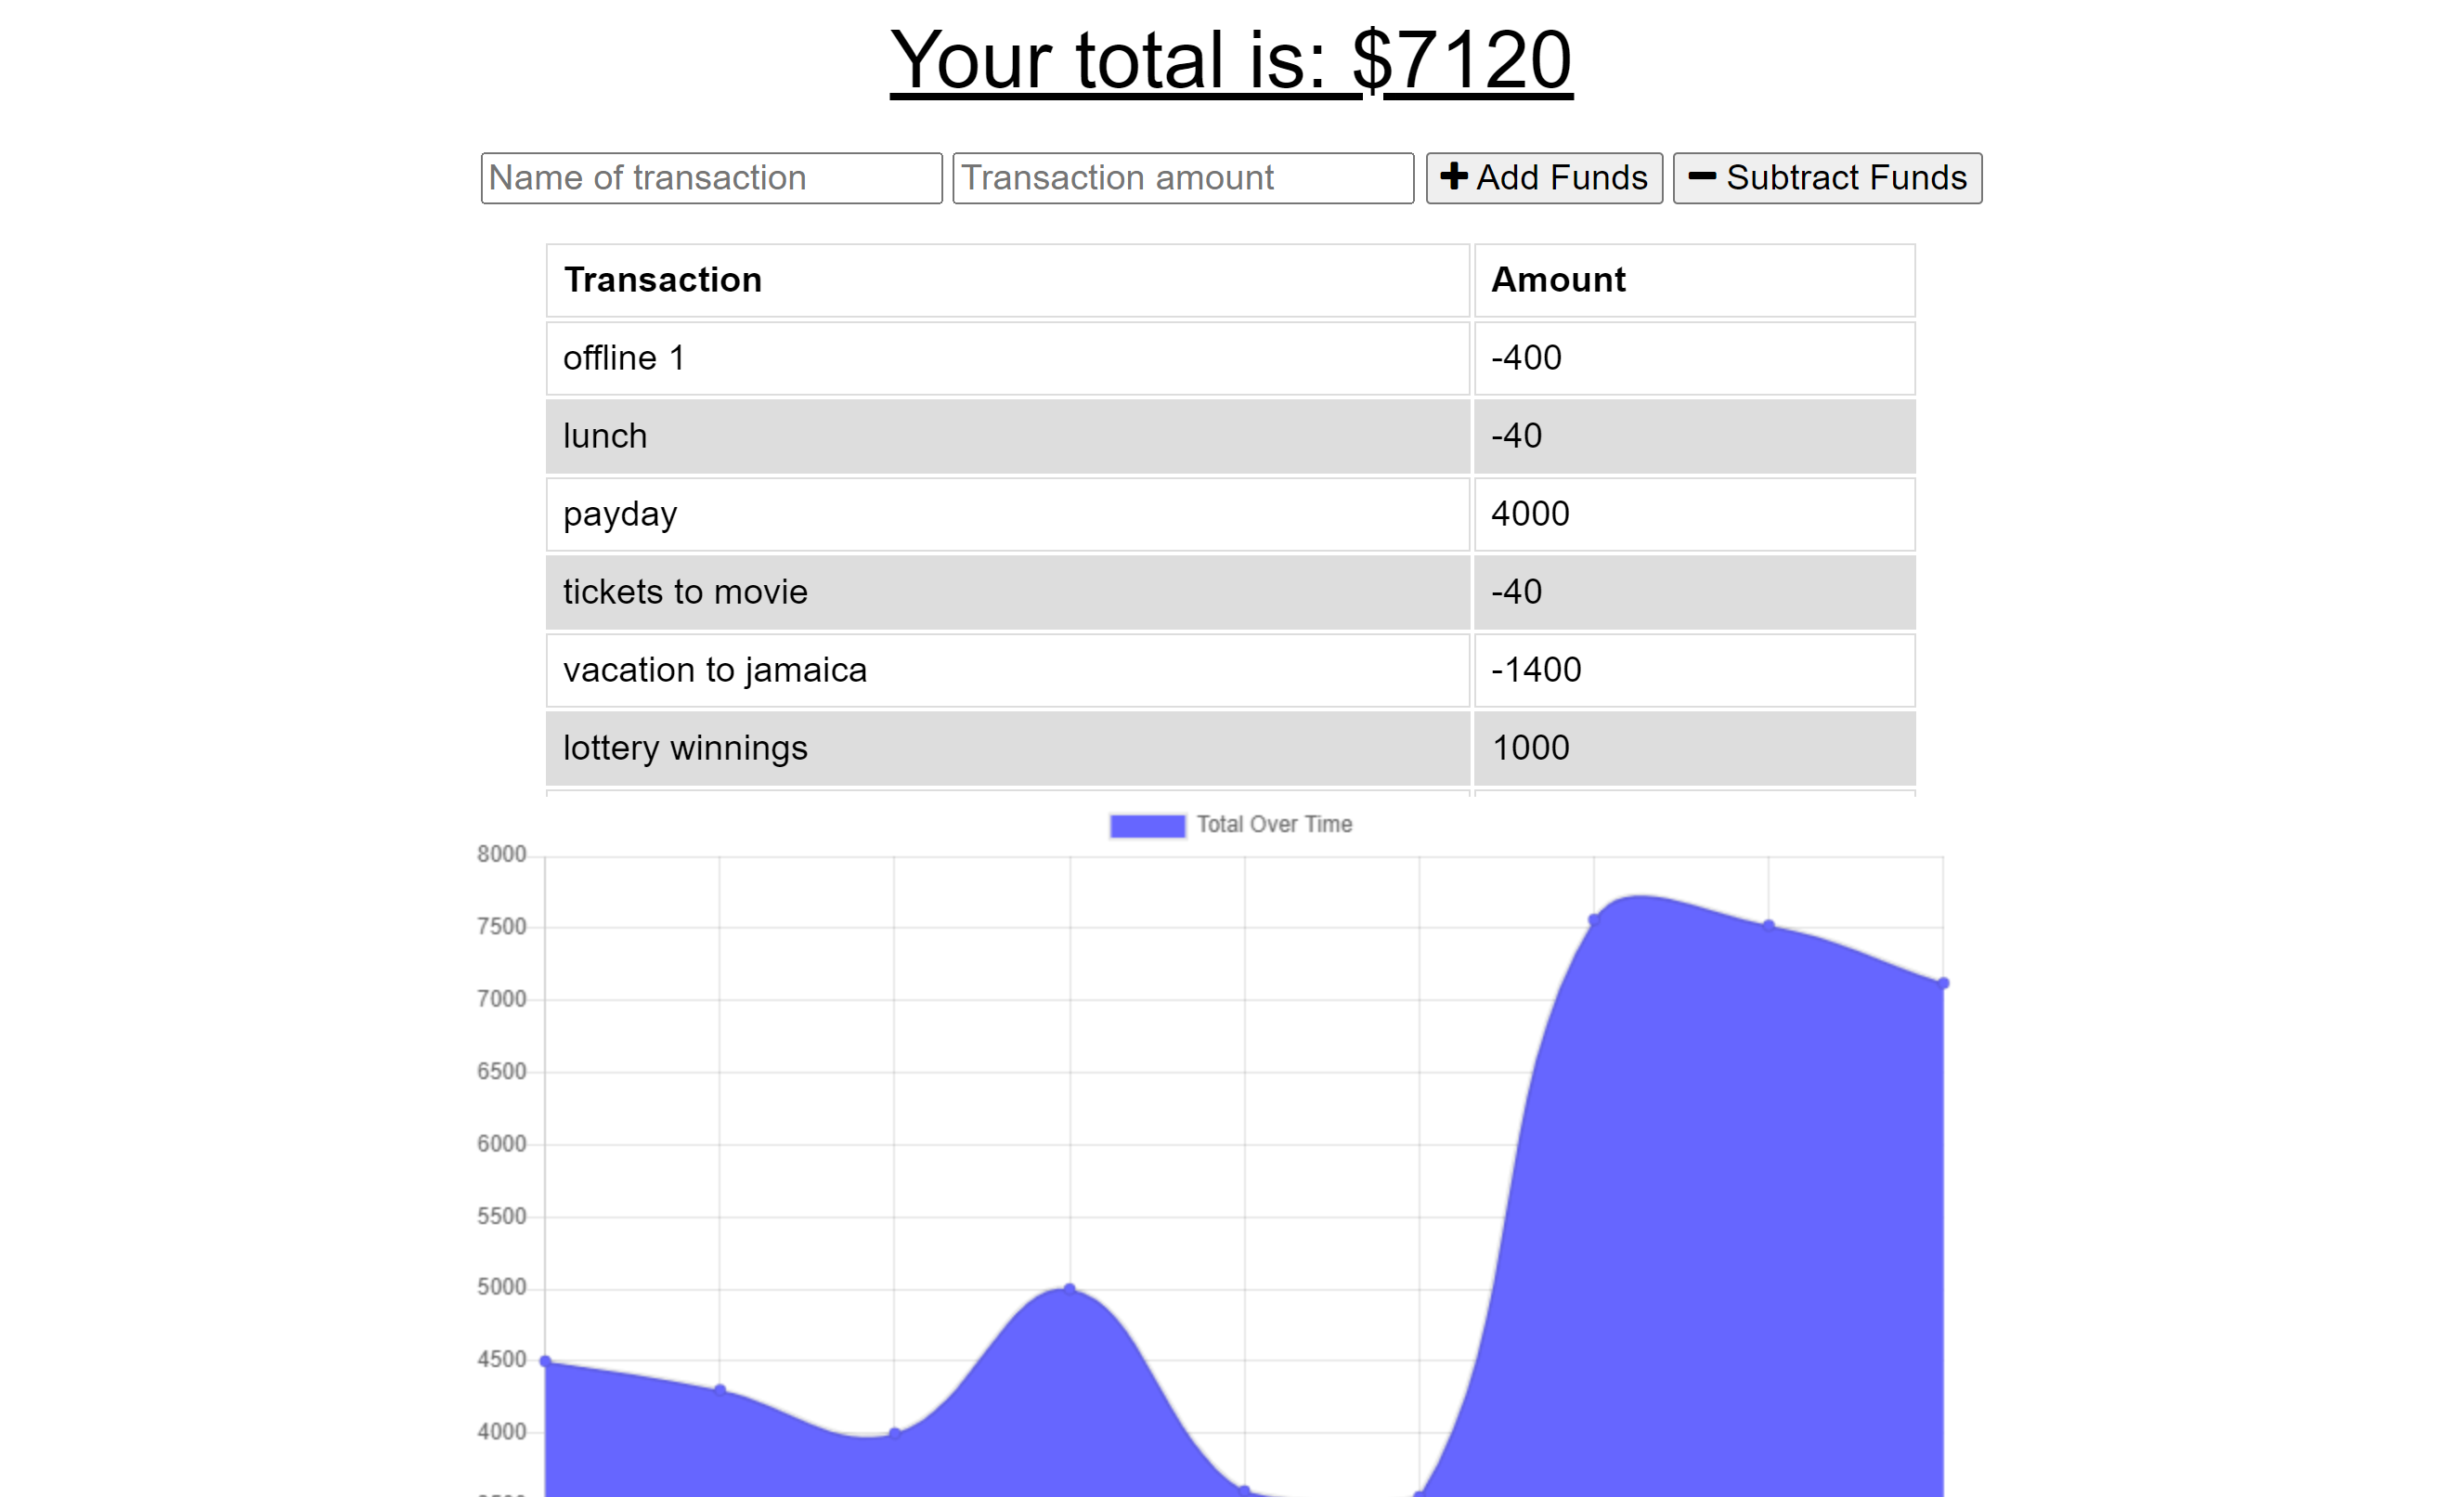 Your total is: $7120
Name of transaction Transaction amount Add Funds Subtract Funds
Transaction Amount
offline 1 -400
lunch -40
payday 4000
tickets to movie -40
vacation to jamaica -1400
lottery winnings 1000
Total Over Time
8000
7500
7000
6500
6000
5500
5000
4500
4000